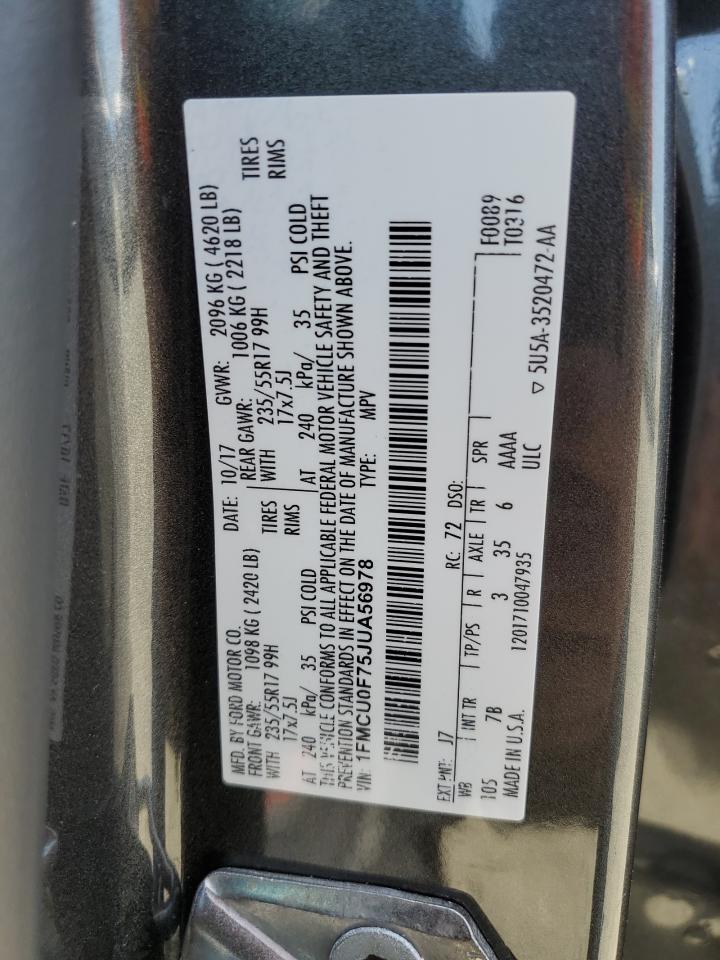 MFD. BY FORD MOTOR CO.
DATE: 10/17 GVWR: 2096 KG ( 4620 LB)
FRONT GAWR: 1098 KG ( 2420 LB) REAR GAWR: 1006 KG ( 2218 LB)
WITH 235/55R17 99H TIRES WITH 235/55R17 99H TIRES
17x7.5J RIMS 17x7.5J RIMS
AT 240 kPa/ 35 PSI COLD AT 240 kPa/ 35 PSI COLD
THIS VEHICLE CONFORMS TO ALL APPLICABLE FEDERAL MOTOR VEHICLE SAFETY AND THEFT
PREVENTION STANDARDS IN EFFECT ON THE DATE OF MANUFACTURE SHOWN ABOVE.
VIN: 1FMCU0F75JUA56978 TYPE: MPV
EXT PNT: J7 RC: 72 DSO:
WB INT TR TP/PS R AXLE TR SPR F0089
105 7B 3 35 6 AAAA T0316
MADE IN U.S.A. 1201710047935 ULC
▽ 5U5A-3520472-AA